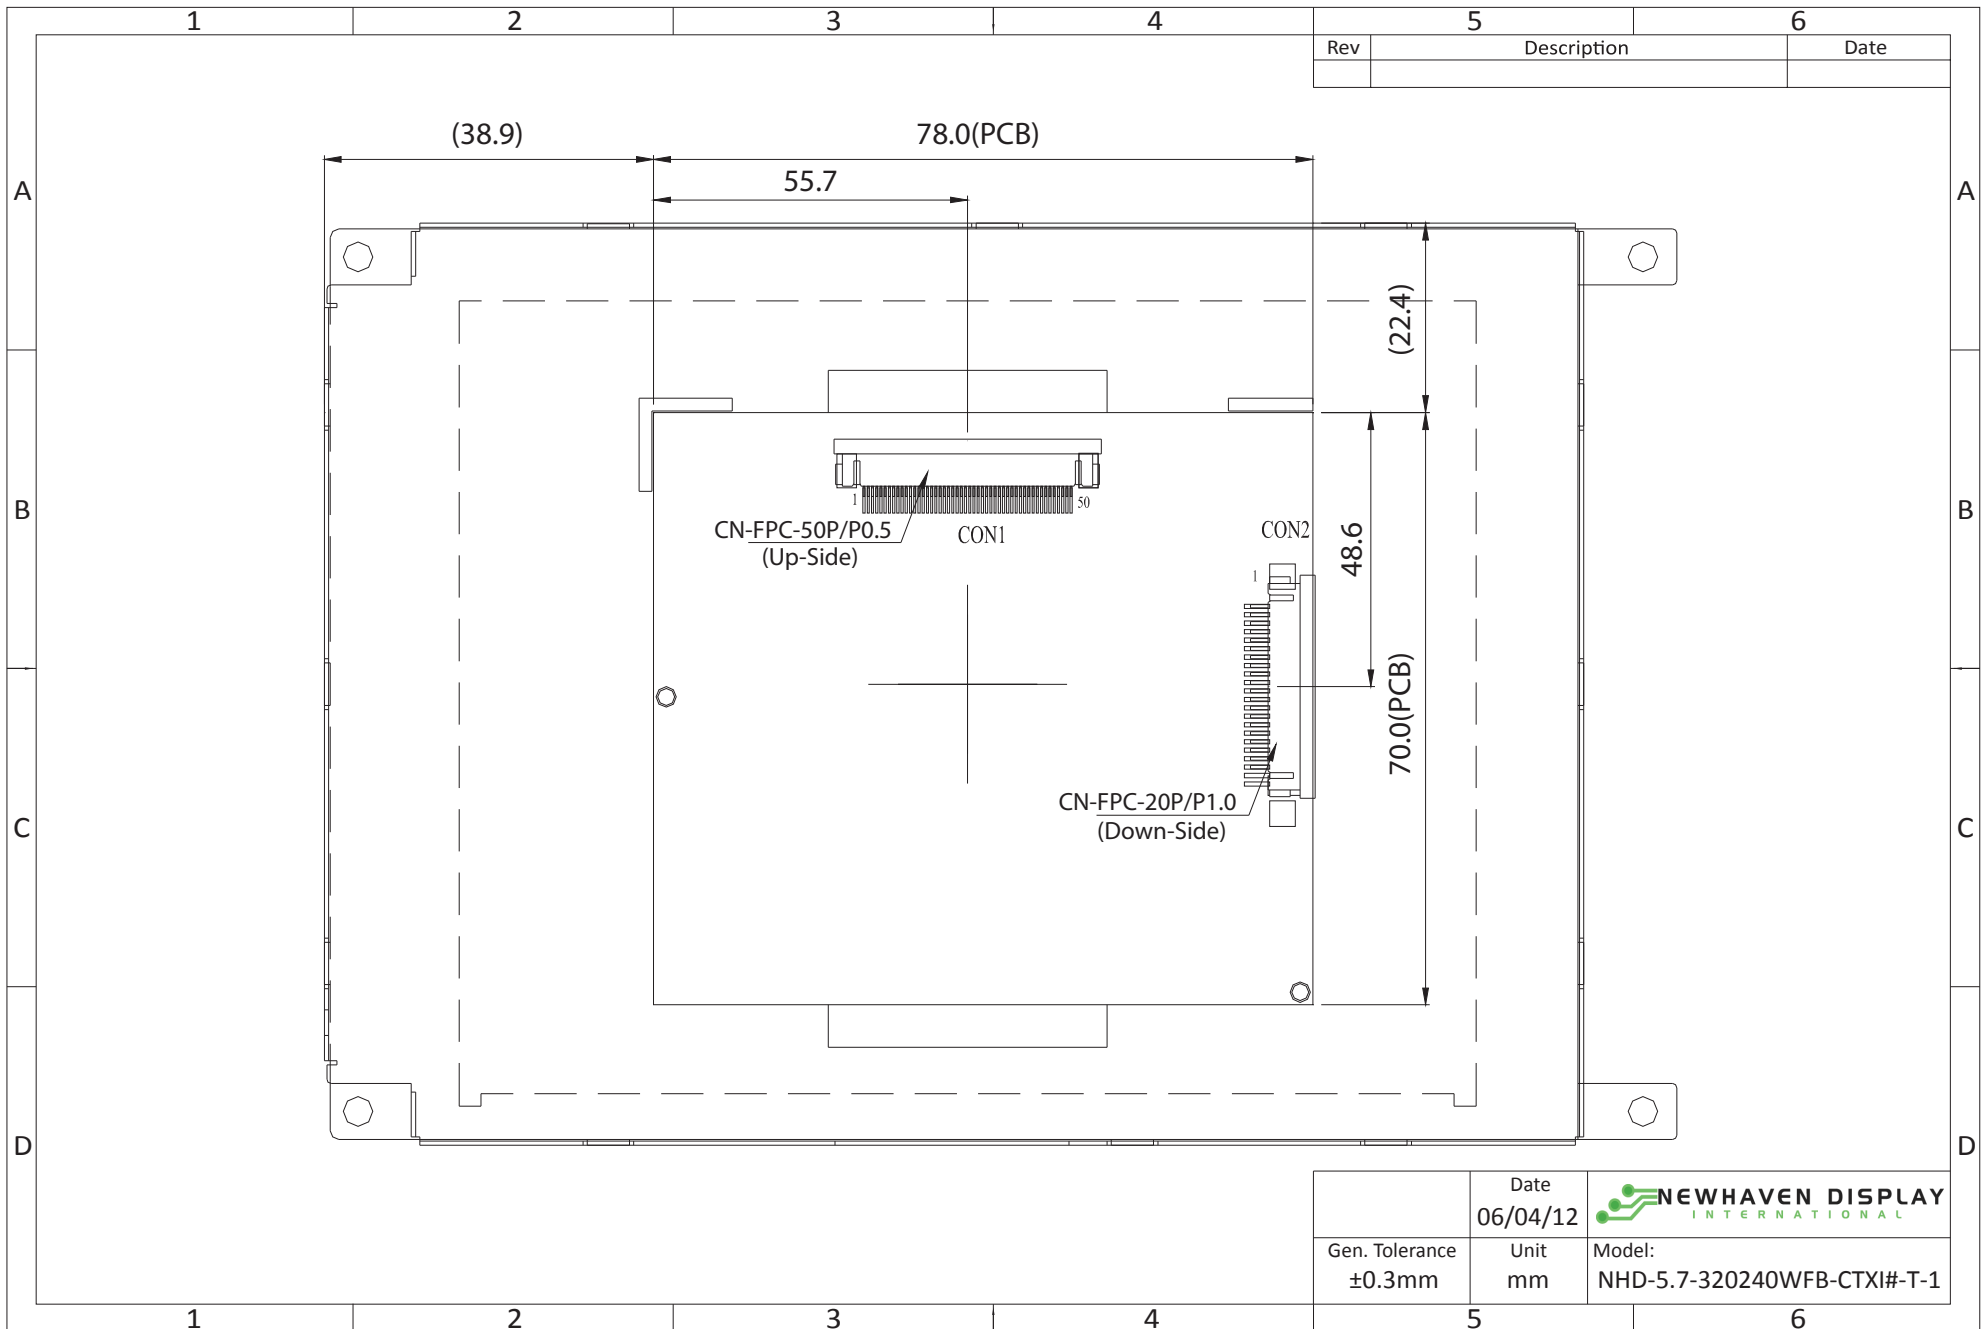 1 2 3 4 5 6
Rev Description Date
(38.9) 78.0(PCB)
55.7
A A
(22.4)
B B
1 50
CN-FPC-50P/P0.5
(Up-Side)
CON1
CON2
48.6
1
70.0(PCB)
CN-FPC-20P/P1.0
(Down-Side)
C C
D D
Date
06/04/12
NEWHAVEN DISPLAY
INTERNATIONAL
Gen. Tolerance
±0.3mm
Unit
mm
Model:
NHD-5.7-320240WFB-CTXI#-T-1
1 2 3 4 5 6